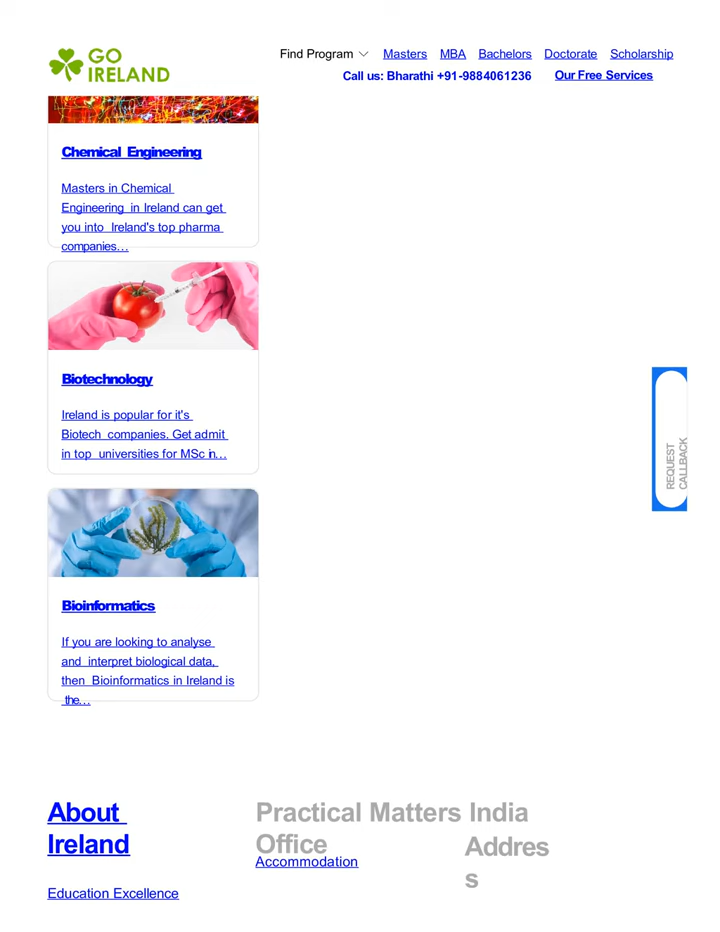 GO
IRELAND
Find Program Masters MBA Bachelors Doctorate Scholarship
Call us: Bharathi +91-9884061236 Our Free Services
Chemical Engineering
Masters in Chemical
Engineering in Ireland can get
you into Ireland's top pharma
companies…
Biotechnology
Ireland is popular for it's
Biotech companies. Get admit
in top universities for MSc in…
REQUEST
CALLBACK
Bioinformatics
If you are looking to analyse
and interpret biological data,
then Bioinformatics in Ireland is
the…
About
Ireland
Education Excellence
Practical Matters India
Office
Accommodation
Addres
s